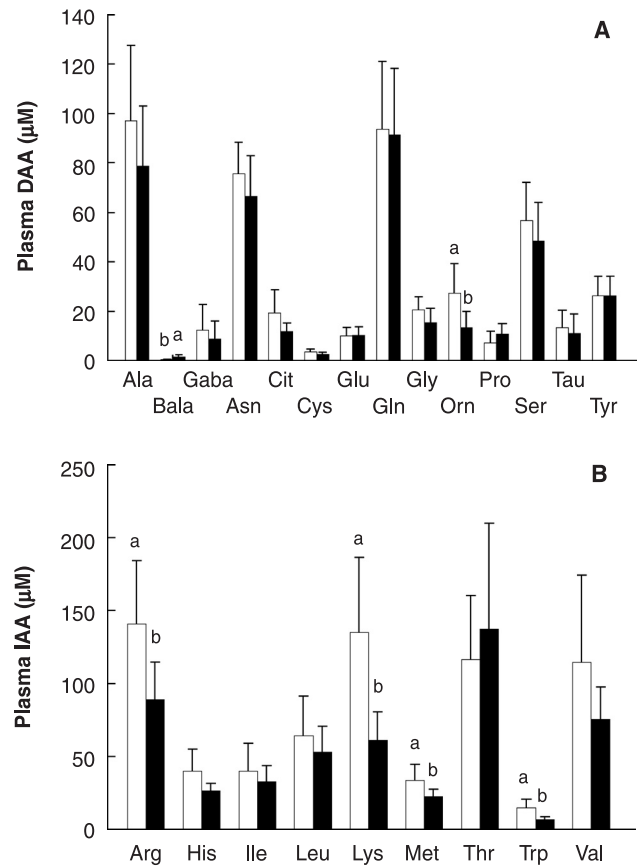 A
Plasma DAA (μM)
140
120
100
80
60
40
20
0
b a
a
b
Ala Gaba Cit Glu Gly Pro Tau
Bala Asn Cys Gln Orn Ser Tyr
B
Plasma IAA (μM)
250
200
150
100
50
0
a
b
a
b
a
b
a
b
Arg His Ile Leu Lys Met Thr Trp Val